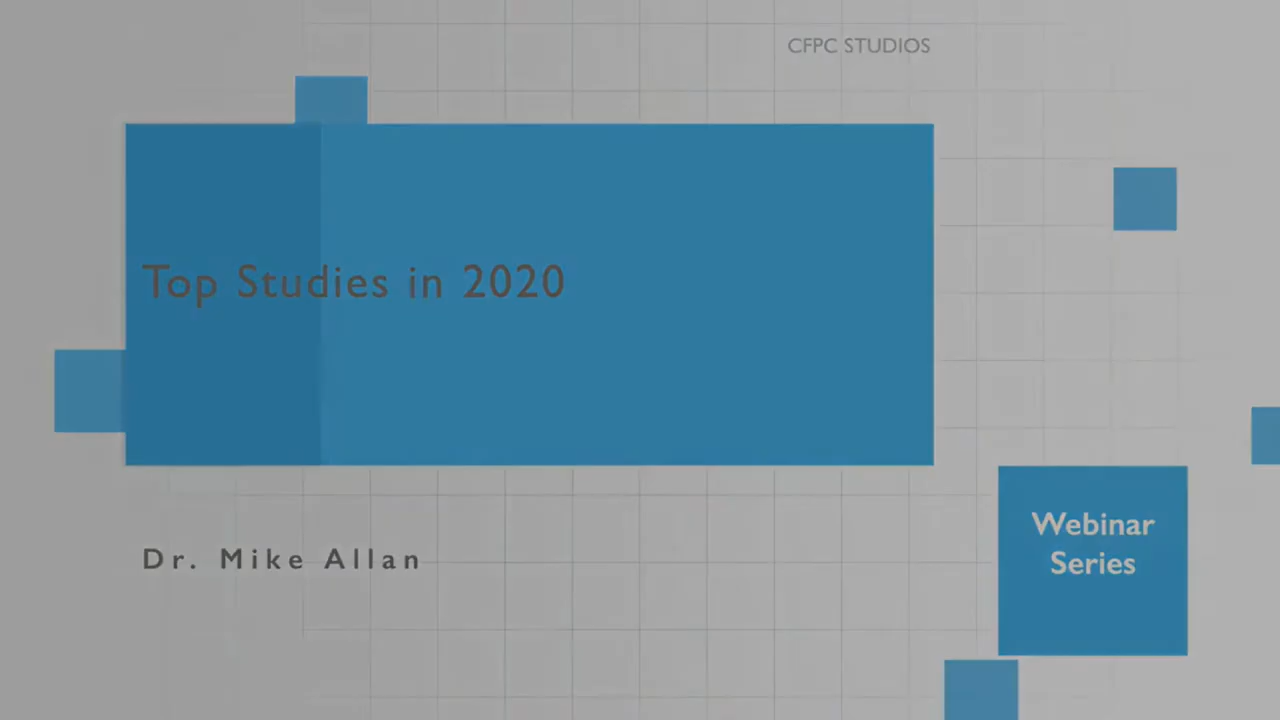 CFPC STUDIOS
Top Studies in 2020
Dr. Mike Allan
Webinar
Series